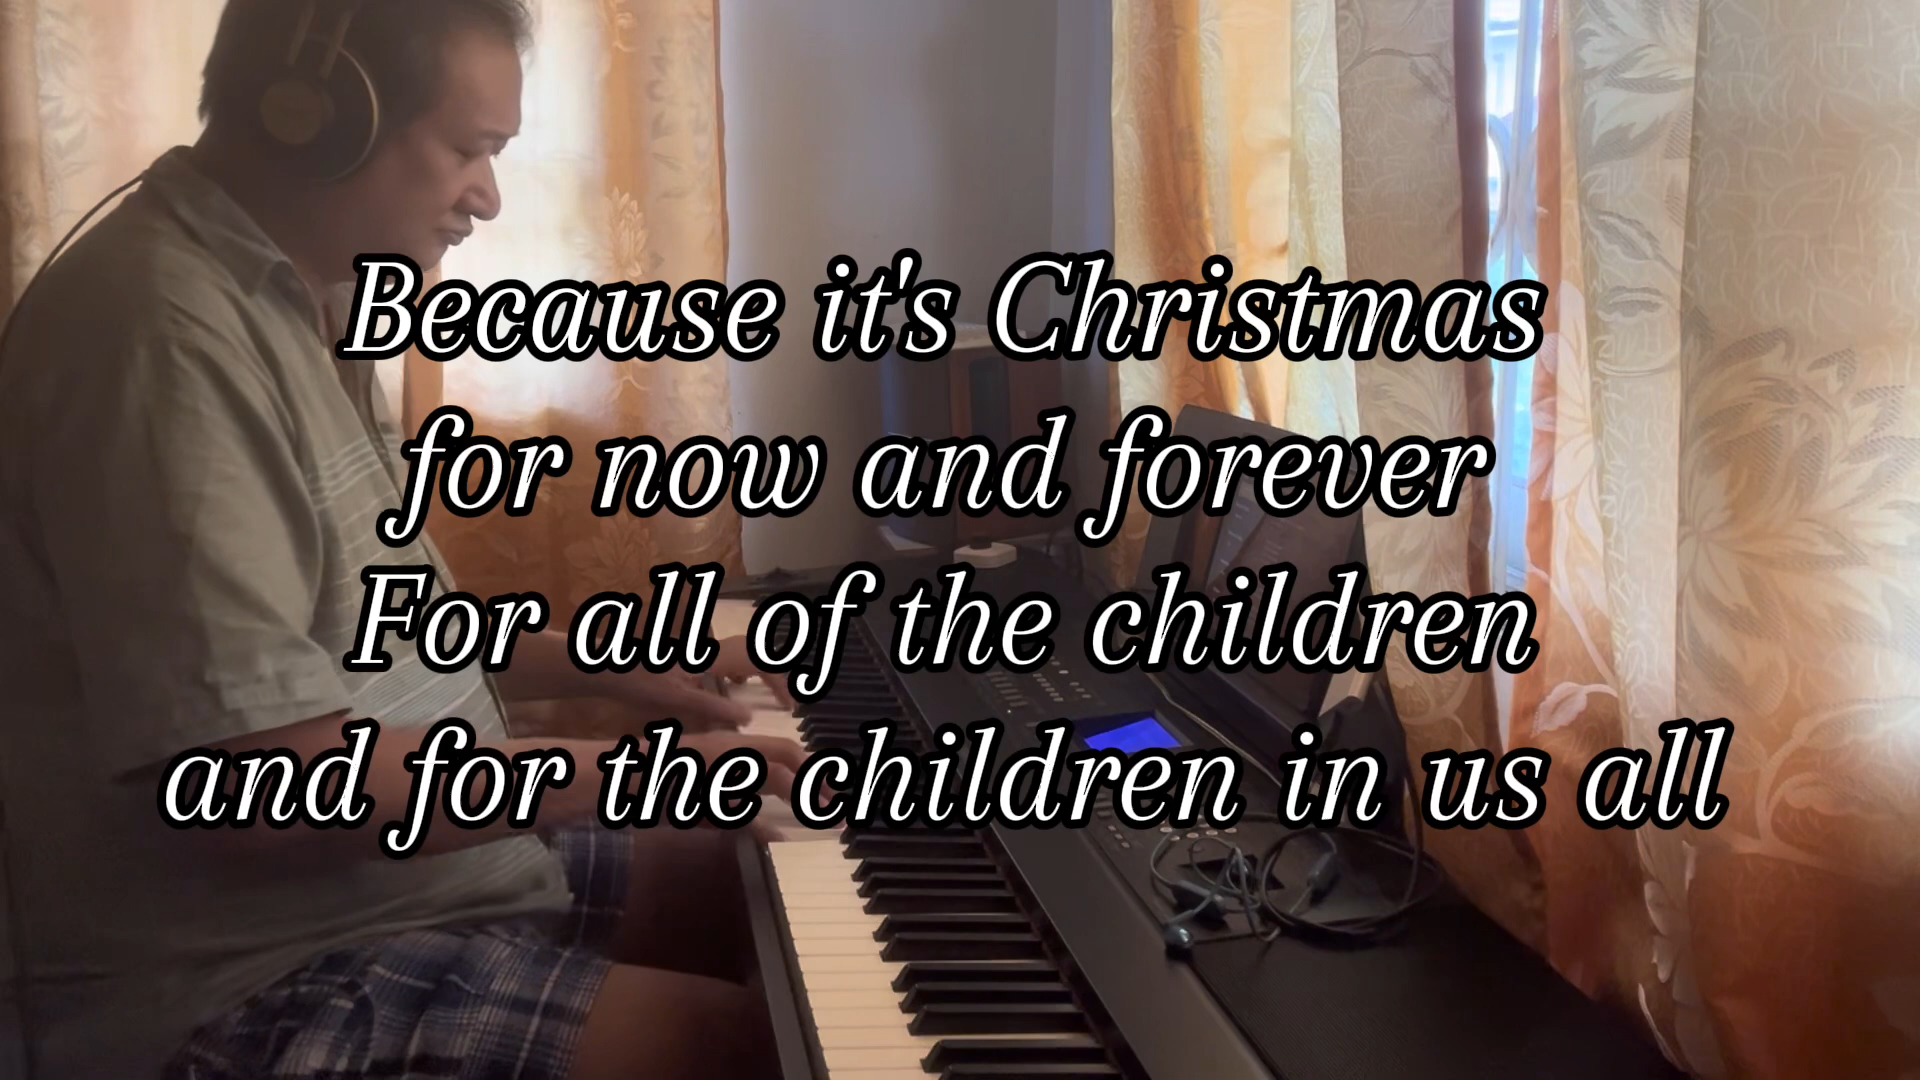 Because it's Christmas
for now and forever
For all of the children
and for the children in us all